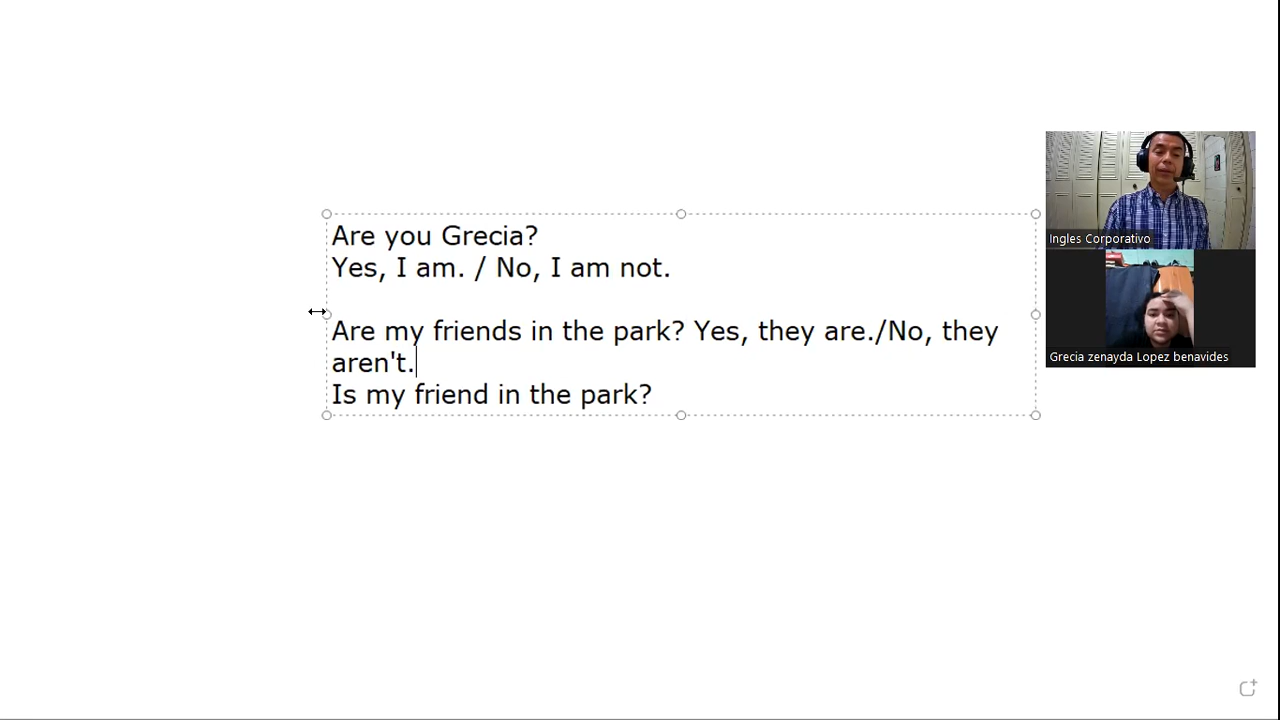 Are you Grecia?
Yes, I am. / No, I am not.
Are my friends in the park? Yes, they are./No, they
aren't.
Is my friend in the park?
Ingles Corporativo
Grecia zenayda Lopez benavides